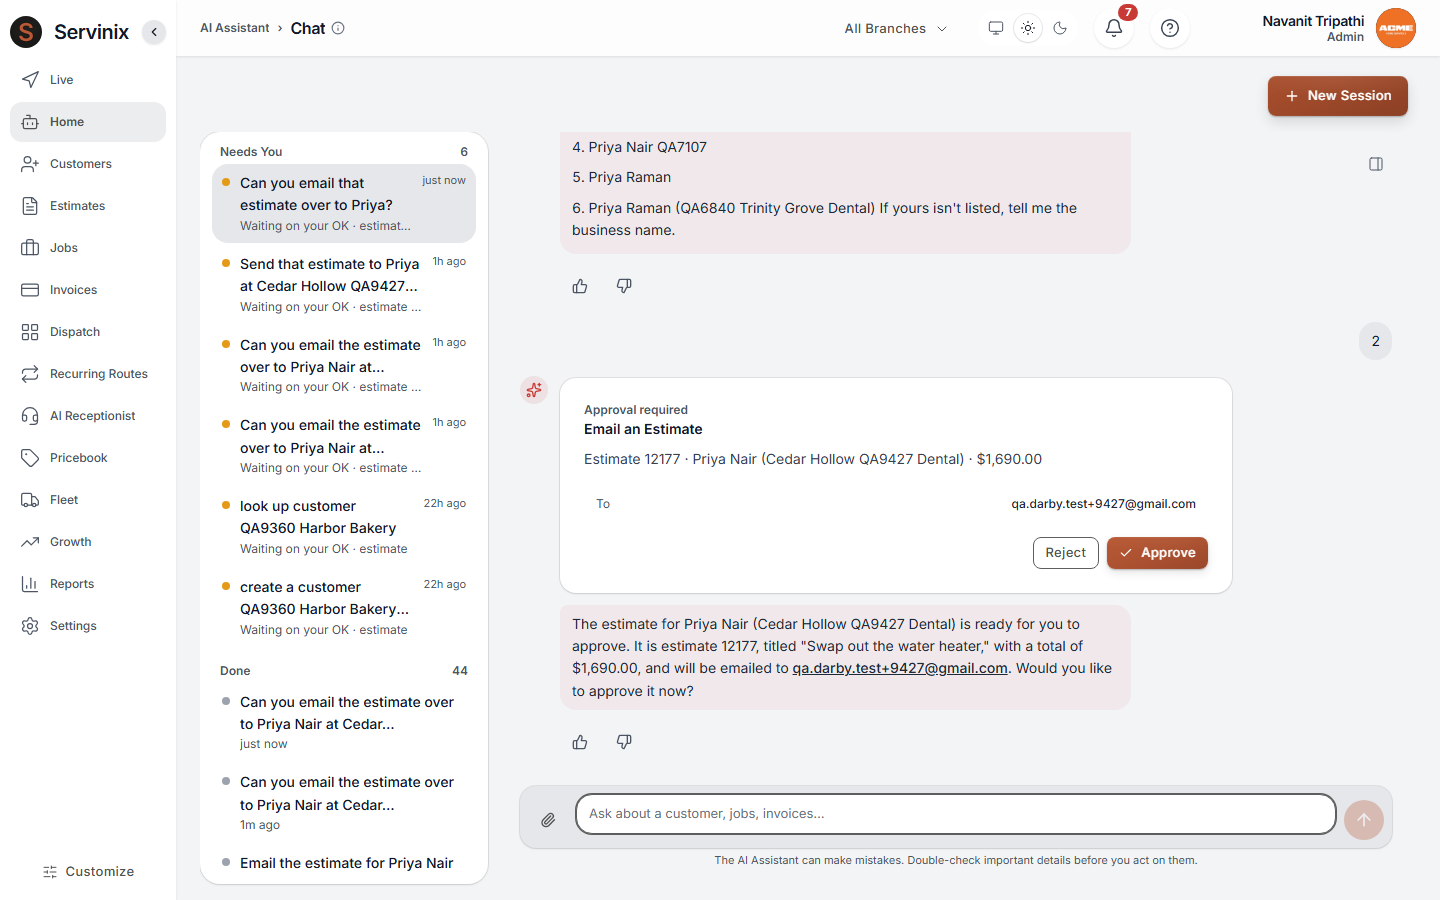 Servinix
AI Assistant › Chat
All Branches
7
Navanit Tripathi
Admin
ACME
Live
Home
Customers
Estimates
Jobs
Invoices
Dispatch
Recurring Routes
AI Receptionist
Pricebook
Fleet
Growth
Reports
Settings
Customize
New Session
Needs You 6
Can you email that just now
estimate over to Priya?
Waiting on your OK · estimat...
Send that estimate to Priya 1h ago
at Cedar Hollow QA9427...
Waiting on your OK · estimate ...
Can you email the estimate 1h ago
over to Priya Nair at...
Waiting on your OK · estimate ...
Can you email the estimate 1h ago
over to Priya Nair at...
Waiting on your OK · estimate ...
look up customer 22h ago
QA9360 Harbor Bakery
Waiting on your OK · estimate
create a customer 22h ago
QA9360 Harbor Bakery...
Waiting on your OK · estimate
Done 44
Can you email the estimate over
to Priya Nair at Cedar...
just now
Can you email the estimate over
to Priya Nair at Cedar...
1m ago
Email the estimate for Priya Nair
4. Priya Nair QA7107
5. Priya Raman
6. Priya Raman (QA6840 Trinity Grove Dental) If yours isn't listed, tell me the
business name.
2
Approval required
Email an Estimate
Estimate 12177 · Priya Nair (Cedar Hollow QA9427 Dental) · $1,690.00
To qa.darby.test+9427@gmail.com
Reject
Approve
The estimate for Priya Nair (Cedar Hollow QA9427 Dental) is ready for you to
approve. It is estimate 12177, titled "Swap out the water heater," with a total of
$1,690.00, and will be emailed to qa.darby.test+9427@gmail.com. Would you like
to approve it now?
Ask about a customer, jobs, invoices...
The AI Assistant can make mistakes. Double-check important details before you act on them.